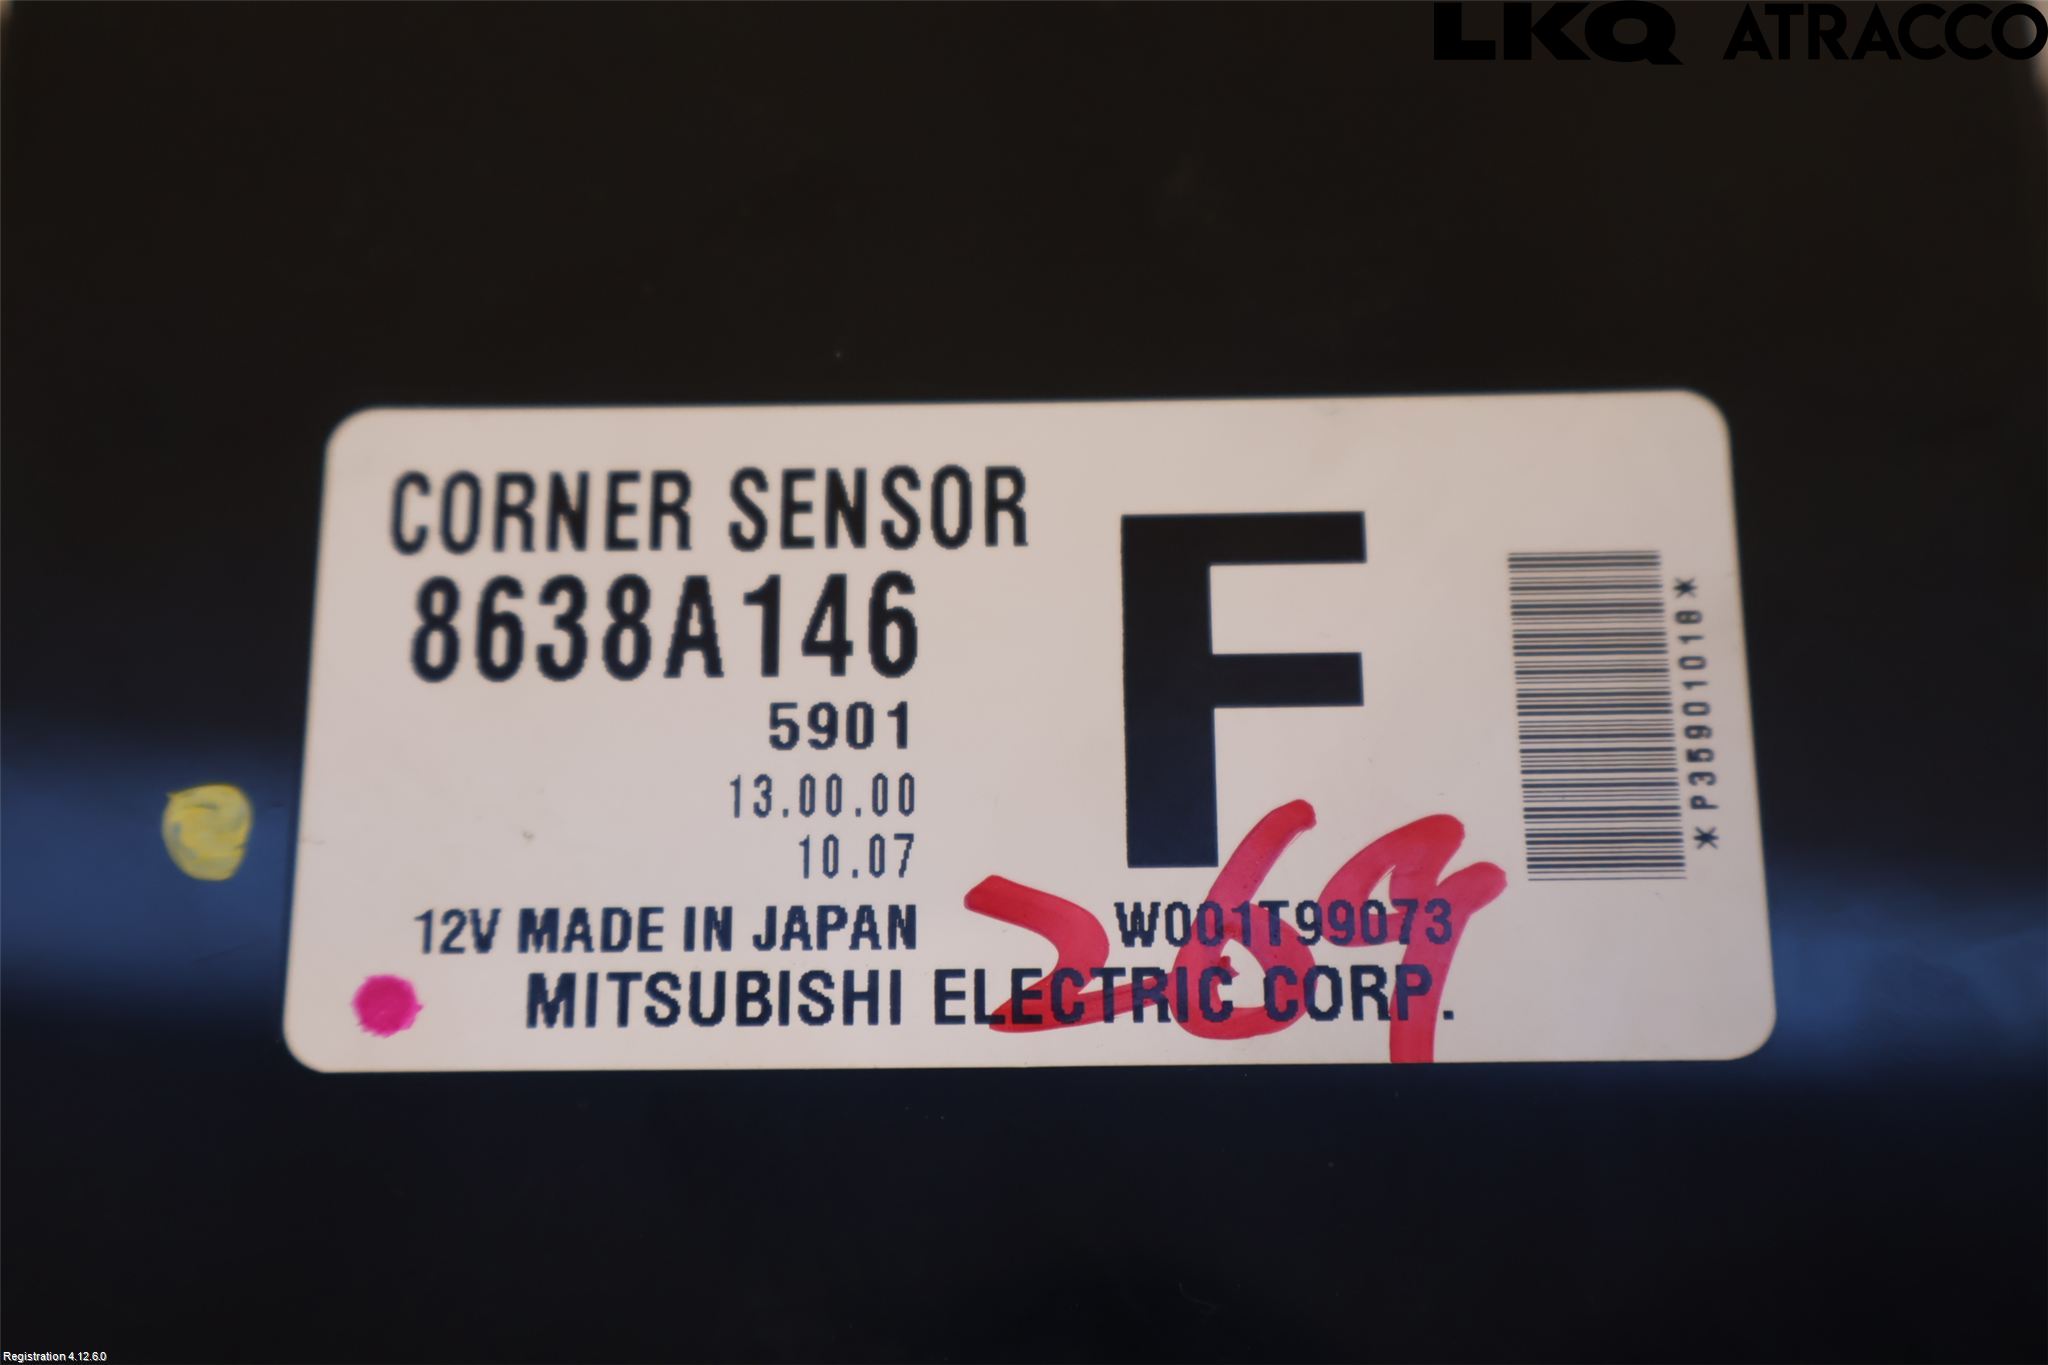 LKQ ATRACCO
CORNER SENSOR
8638A146
F
5901
13.00.00
10.07
*P35901018*
12V MADE IN JAPAN
W001T99073
269
MITSUBISHI ELECTRIC CORP.
Registration 4.12.6.0